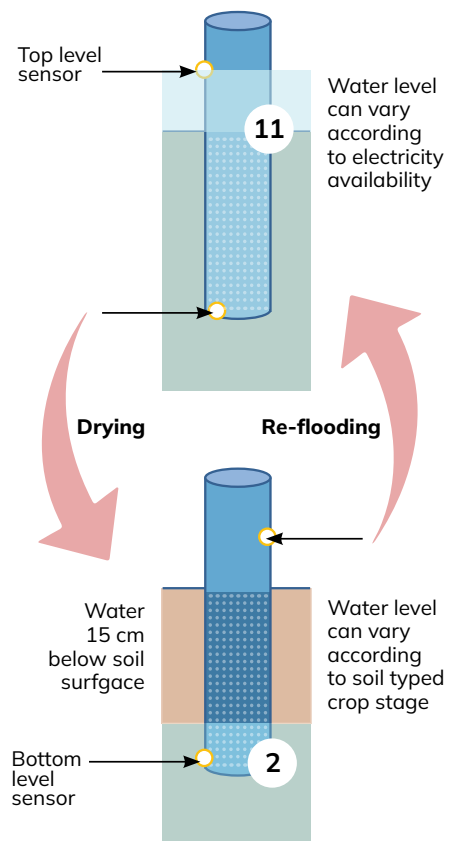 Top level
sensor
Water level
can vary
according
to electricity
availability
11
Drying
Re-flooding
Water
15 cm
below soil
surfgace
Water level
can vary
according
to soil typed
crop stage
Bottom
level
sensor
2